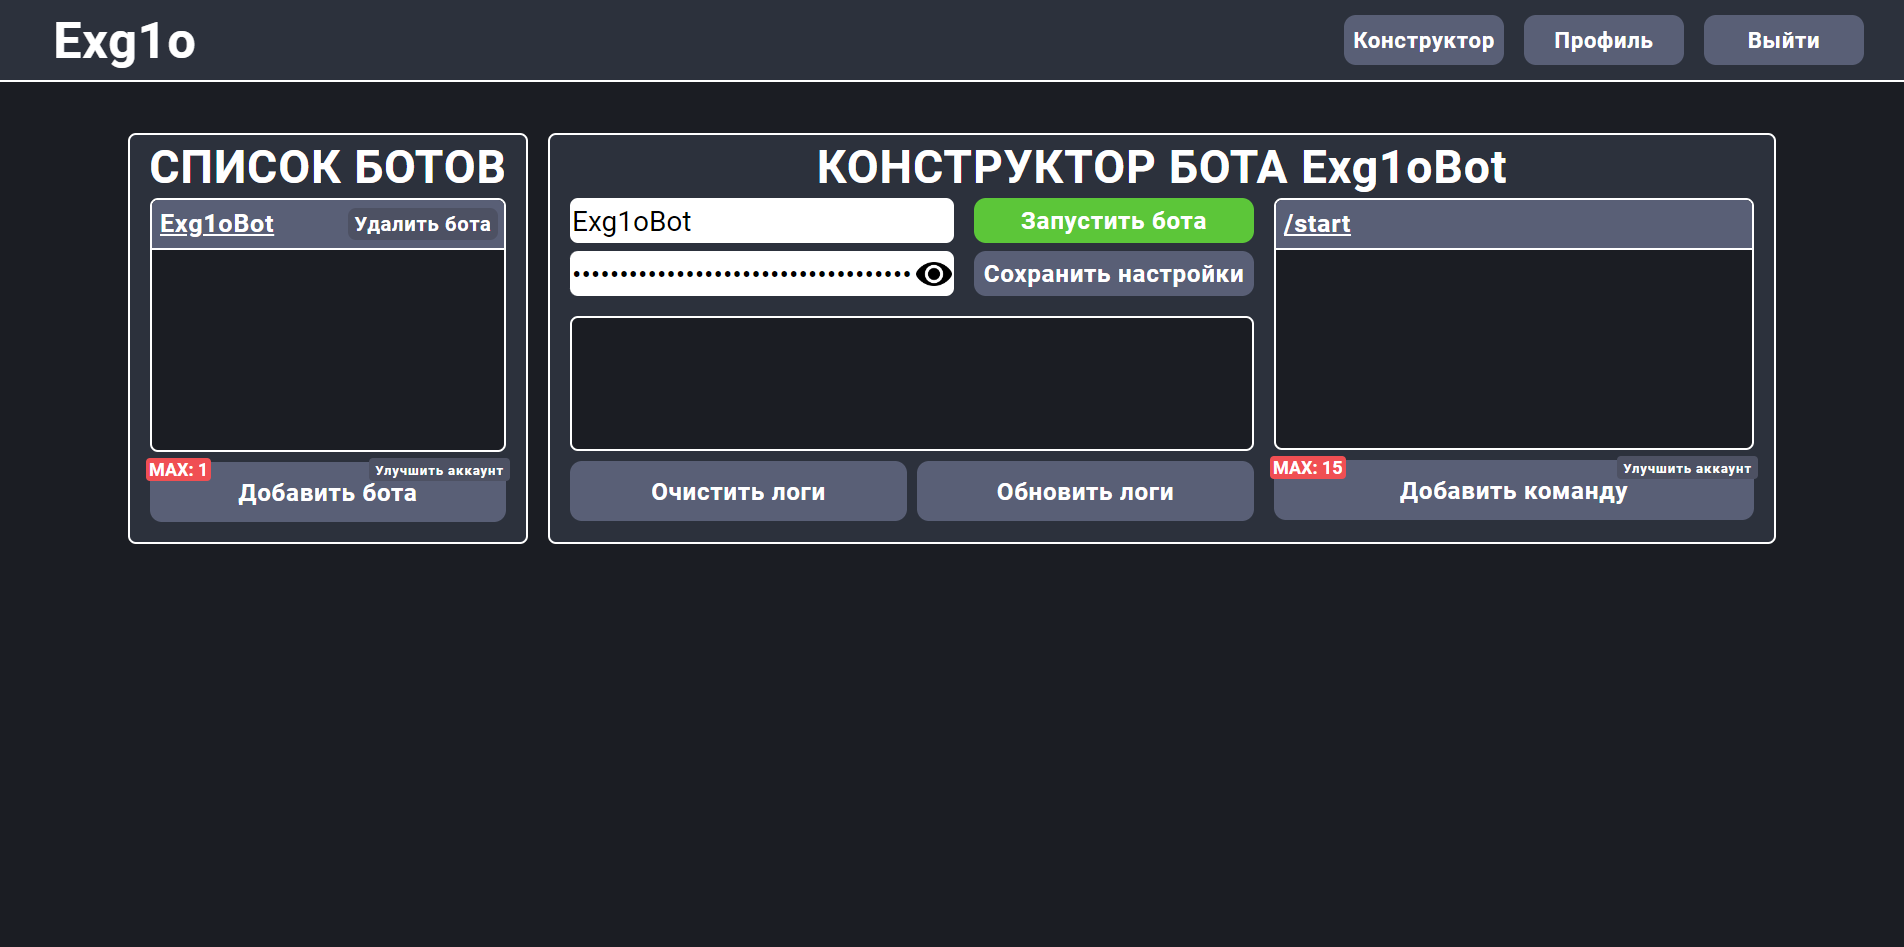 Exg1o
Конструктор
Профиль
Выйти
СПИСОК БОТОВ
Exg1oBot
Удалить бота
MAX: 1
Улучшить аккаунт
Добавить бота
КОНСТРУКТОР БОТА Exg1oBot
Exg1oBot
Запустить бота
••••••••••••••••••••••••••••••••••••
Сохранить настройки
Очистить логи
Обновить логи
/start
MAX: 15
Улучшить аккаунт
Добавить команду